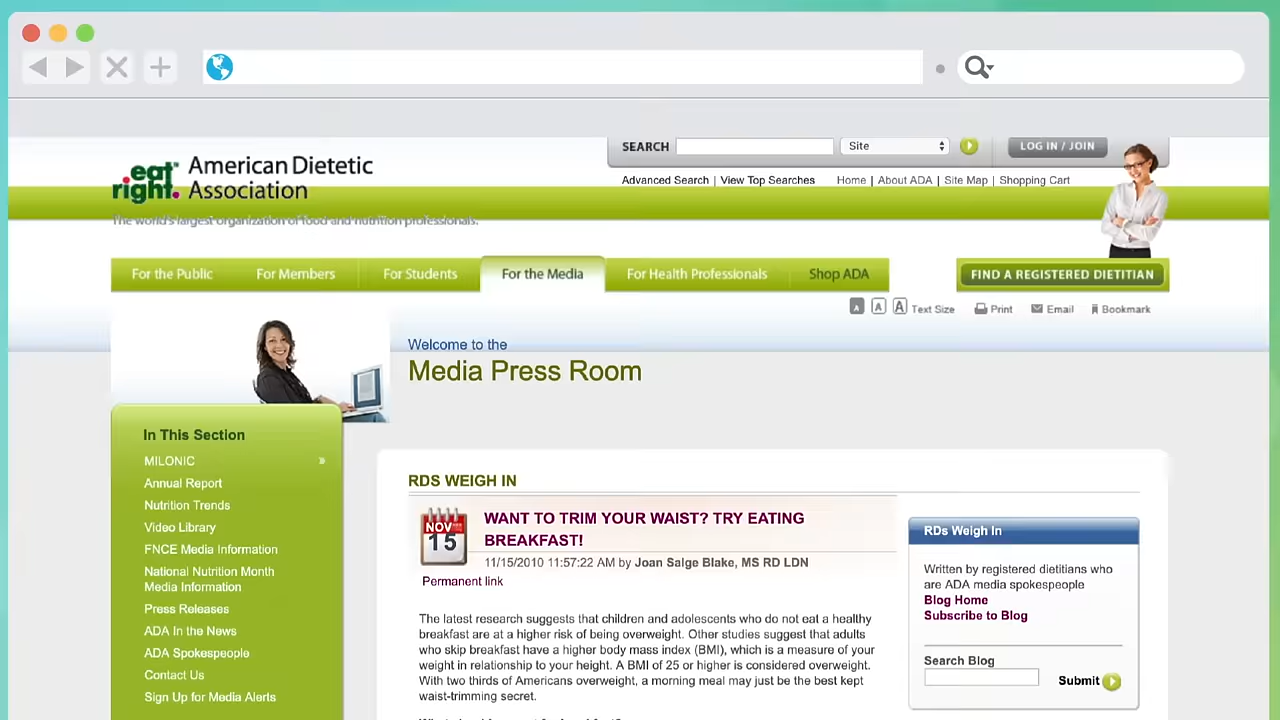 SEARCH
Site
LOG IN / JOIN
eat right.™ American Dietetic Association
Advanced Search | View Top Searches
Home | About ADA | Site Map | Shopping Cart
The world's largest organization of food and nutrition professionals.
For the Public
For Members
For Students
For the Media
For Health Professionals
Shop ADA
FIND A REGISTERED DIETITIAN
A A A Text Size Print Email Bookmark
Welcome to the
Media Press Room
In This Section
MILONIC »
Annual Report
Nutrition Trends
Video Library
FNCE Media Information
National Nutrition Month
Media Information
Press Releases
ADA In the News
ADA Spokespeople
Contact Us
Sign Up for Media Alerts
RDS WEIGH IN
NOV
15
WANT TO TRIM YOUR WAIST? TRY EATING
BREAKFAST!
11/15/2010 11:57:22 AM by Joan Salge Blake, MS RD LDN
Permanent link
The latest research suggests that children and adolescents who do not eat a healthy
breakfast are at a higher risk of being overweight. Other studies suggest that adults
who skip breakfast have a higher body mass index (BMI), which is a measure of your
weight in relationship to your height. A BMI of 25 or higher is considered overweight.
With two thirds of Americans overweight, a morning meal may just be the best kept
waist-trimming secret.
RDs Weigh In
Written by registered dietitians who
are ADA media spokespeople
Blog Home
Subscribe to Blog
Search Blog
Submit